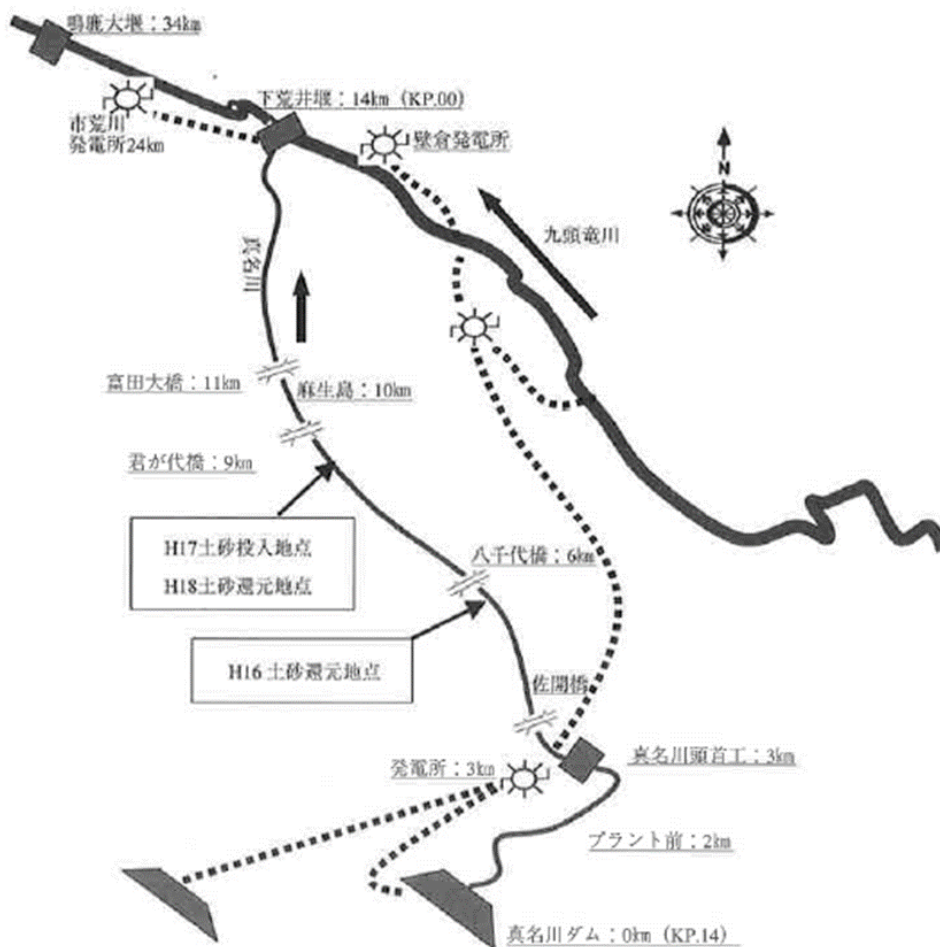 鳴鹿大堰：34km
下荒井堰：14km (KP.00)
市荒川
発電所24km
壁倉発電所
N
九頭竜川
真名川
富田大橋：11km
麻生島：10km
君が代橋：9km
H17土砂投入地点
H18土砂還元地点
八千代橋：6km
H16 土砂還元地点
佐開橋
発電所：3km
真名川頭首工：3km
プラント前：2km
真名川ダム：0km (KP.14)